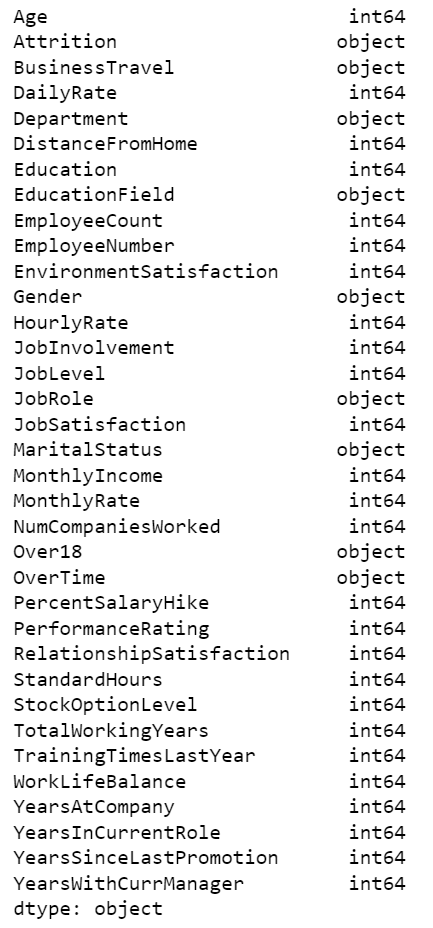 Age int64
Attrition object
BusinessTravel object
DailyRate int64
Department object
DistanceFromHome int64
Education int64
EducationField object
EmployeeCount int64
EmployeeNumber int64
EnvironmentSatisfaction int64
Gender object
HourlyRate int64
JobInvolvement int64
JobLevel int64
JobRole object
JobSatisfaction int64
MaritalStatus object
MonthlyIncome int64
MonthlyRate int64
NumCompaniesWorked int64
Over18 object
OverTime object
PercentSalaryHike int64
PerformanceRating int64
RelationshipSatisfaction int64
StandardHours int64
StockOptionLevel int64
TotalWorkingYears int64
TrainingTimesLastYear int64
WorkLifeBalance int64
YearsAtCompany int64
YearsInCurrentRole int64
YearsSinceLastPromotion int64
YearsWithCurrManager int64
dtype: object